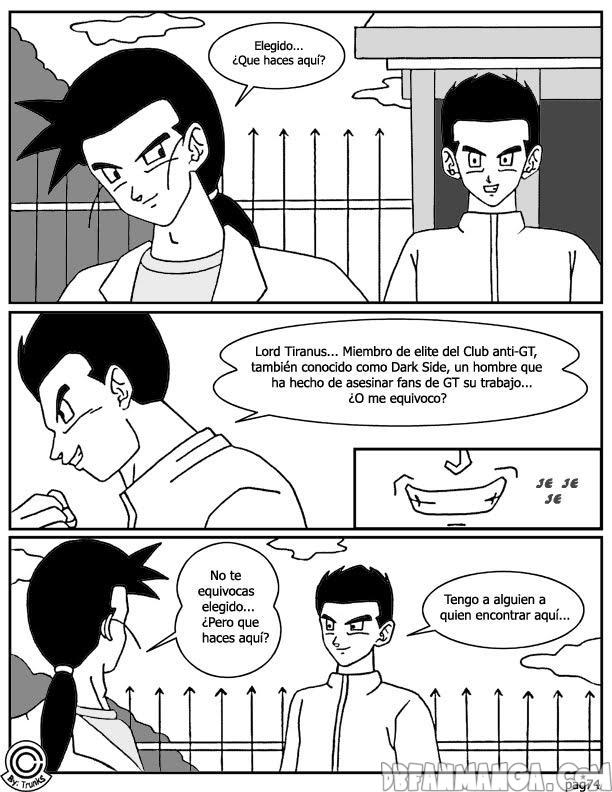 Elegido...
¿Que haces aquí?
Lord Tiranus... Miembro de elite del Club anti-GT,
también conocido como Dark Side, un hombre que
ha hecho de asesinar fans de GT su trabajo...
¿O me equivoco?
JE JE
JE
No te
equivocas
elegido...
¿Pero que
haces aquí?
Tengo a alguien a
quien encontrar aquí...
By: Trunks
DBFANMANGA.COM
pag74